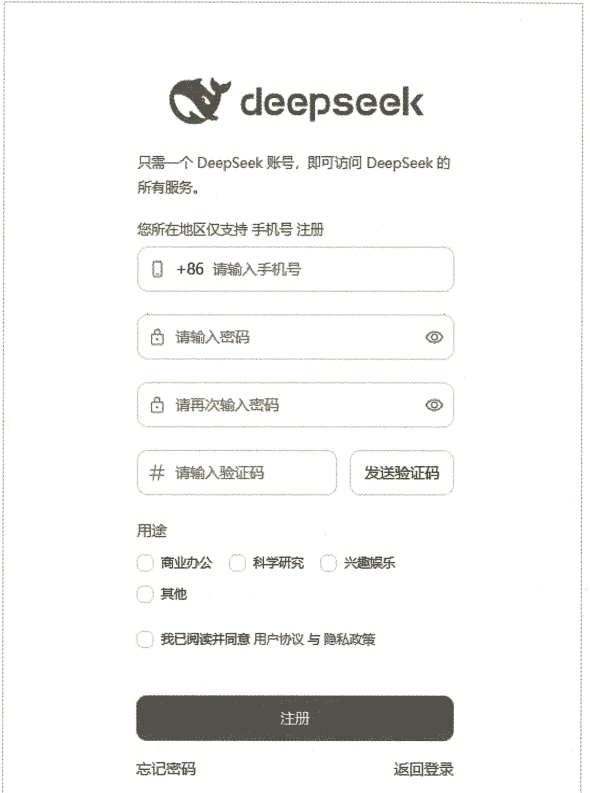 deepseek
只需一个 DeepSeek 账号，即可访问 DeepSeek 的
所有服务。
您所在地区仅支持 手机号 注册
+86 请输入手机号
请输入密码
请再次输入密码
# 请输入验证码 发送验证码
用途
商业办公 科学研究 兴趣娱乐
其他
我已阅读并同意 用户协议 与 隐私政策
注册
忘记密码 返回登录